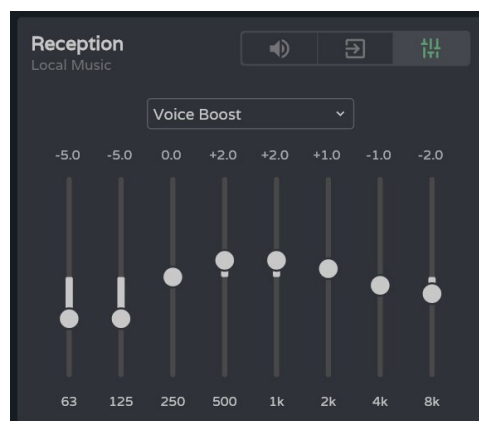 Reception
Local Music
Voice Boost
-5.0 -5.0 0.0 +2.0 +2.0 +1.0 -1.0 -2.0
63 125 250 500 1k 2k 4k 8k